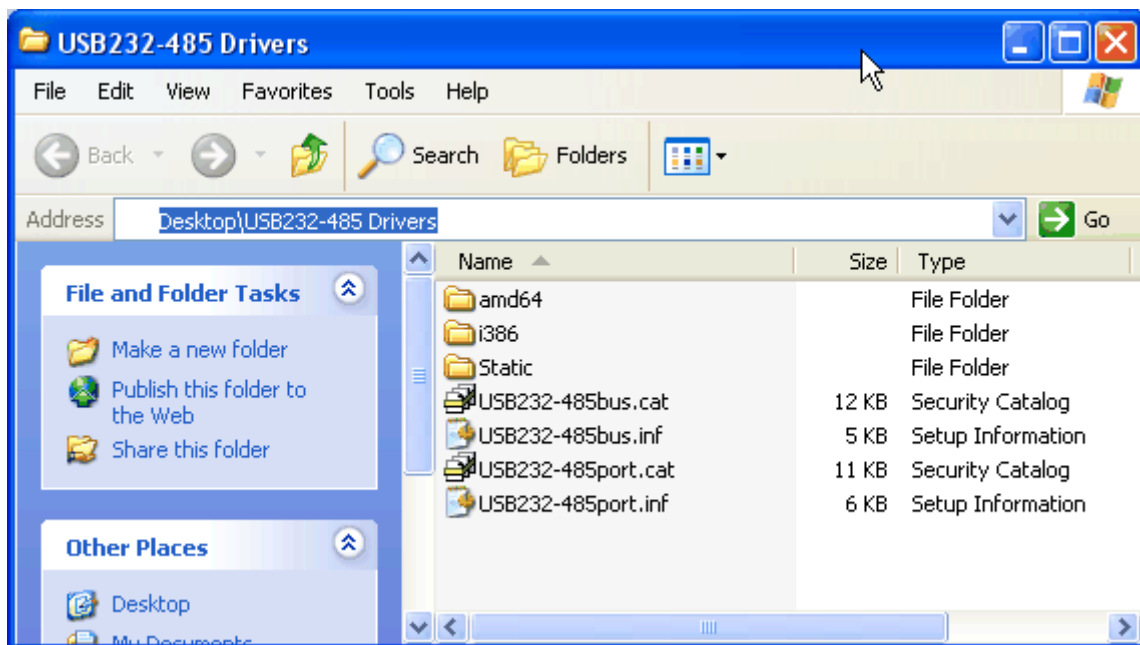 USB232-485 Drivers
File Edit View Favorites Tools Help
Back Search Folders
Address Desktop\USB232-485 Drivers Go
File and Folder Tasks
Make a new folder
Publish this folder to
the Web
Share this folder
Other Places
Desktop
My Documents
Name Size Type
amd64 File Folder
i386 File Folder
Static File Folder
USB232-485bus.cat 12 KB Security Catalog
USB232-485bus.inf 5 KB Setup Information
USB232-485port.cat 11 KB Security Catalog
USB232-485port.inf 6 KB Setup Information